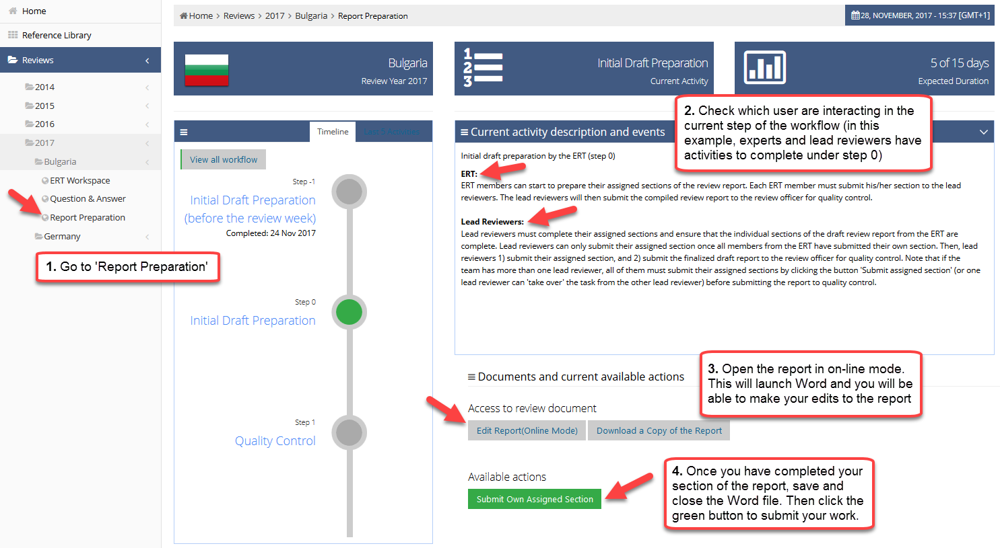 Home
Reference Library
Reviews
2014
2015
2016
2017
Bulgaria
ERT Workspace
Question & Answer
Report Preparation
Germany
1. Go to 'Report Preparation'
Home > Reviews > 2017 > Bulgaria > Report Preparation
28, NOVEMBER, 2017 - 15:37 [GMT+1]
Bulgaria
Review Year 2017
1
2
3
Initial Draft Preparation
Current Activity
5 of 15 days
Expected Duration
Timeline
Last 5 Activities
View all workflow
Step -1
Initial Draft Preparation
(before the review week)
Completed: 24 Nov 2017
Step 0
Initial Draft Preparation
Step 1
Quality Control
Current activity description and events
2. Check which user are interacting in the
current step of the workflow (in this
example, experts and lead reviewers have
activities to complete under step 0)
Initial draft preparation by the ERT (step 0)
ERT:
ERT members can start to prepare their assigned sections of the review report. Each ERT member must submit his/her section to the lead
reviewers. The lead reviewers will then submit the compiled review report to the review officer for quality control.
Lead Reviewers:
Lead reviewers must complete their assigned sections and ensure that the individual sections of the draft review report from the ERT are
complete. Lead reviewers can only submit their assigned section once all members from the ERT have submitted their own section. Then, lead
reviewers 1) submit their assigned section, and 2) submit the finalized draft report to the review officer for quality control. Note that if the
team has more than one lead reviewer, all of them must submit their assigned sections by clicking the button 'Submit assigned section' (or one
lead reviewer can 'take over' the task from the other lead reviewer) before submitting the report to quality control.
Documents and current available actions
3. Open the report in on-line mode.
This will launch Word and you will be
able to make your edits to the report
Access to review document
Edit Report(Online Mode)
Download a Copy of the Report
Available actions
Submit Own Assigned Section
4. Once you have completed your
section of the report, save and
close the Word file. Then click the
green button to submit your work.